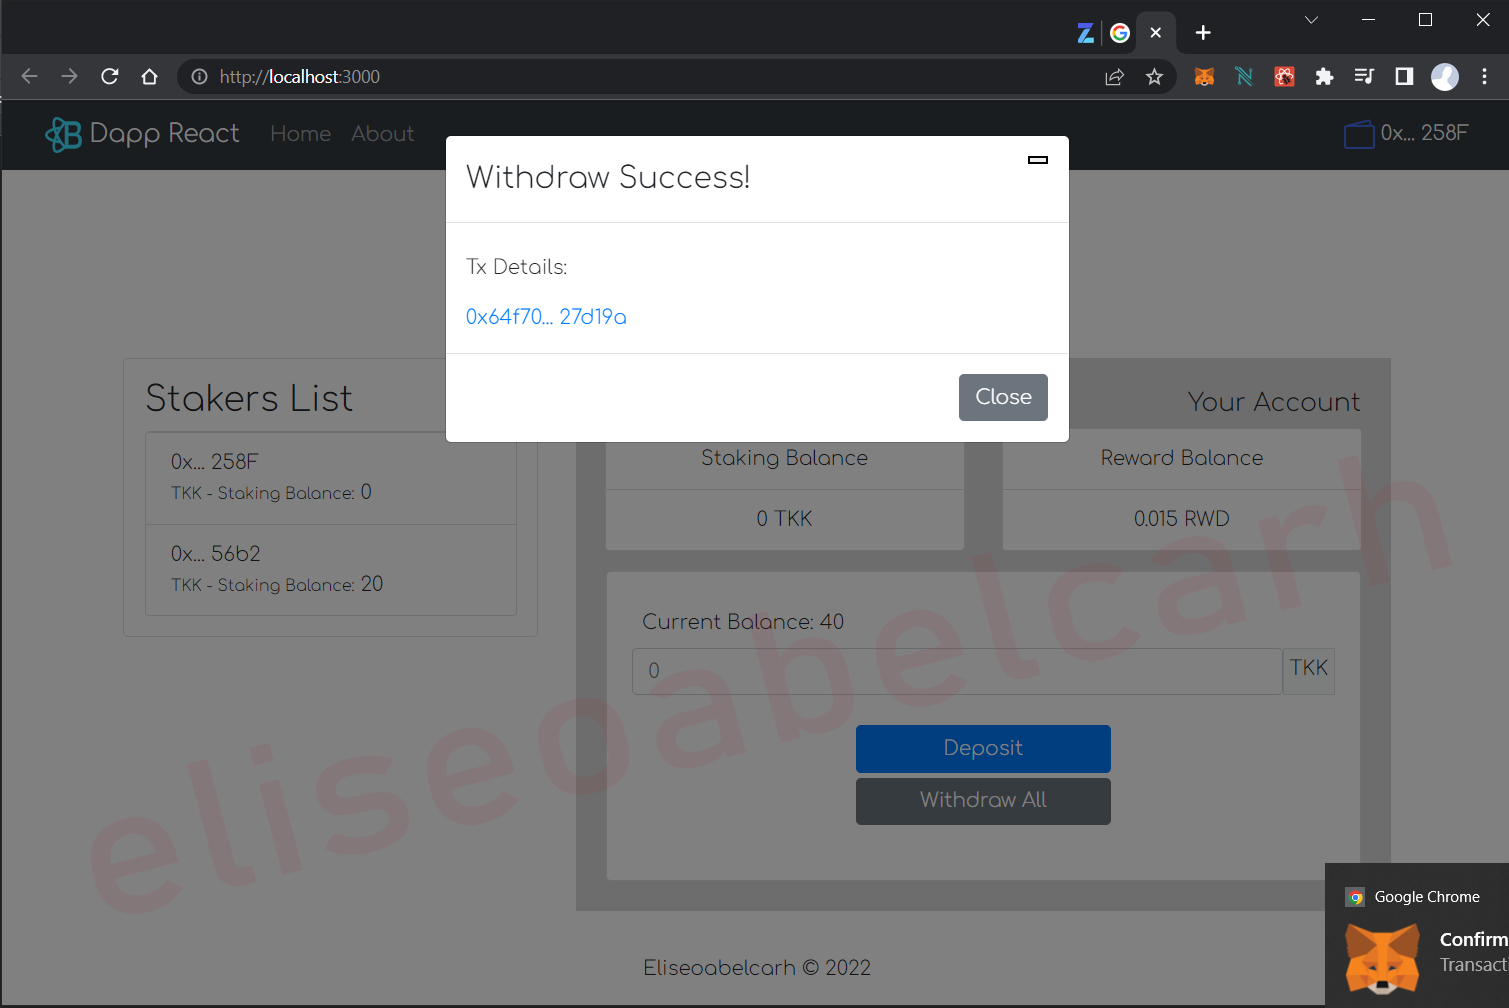 http://localhost:3000
Dapp React Home About 0x... 258F
Withdraw Success!
Tx Details:
0x64f70... 27d19a
Close
Stakers List
0x... 258F
TKK - Staking Balance: 0
0x... 56b2
TKK - Staking Balance: 20
Your Account
Staking Balance
0 TKK
Reward Balance
0.015 RWD
Current Balance: 40
0 TKK
Deposit
Withdraw All
eliseoabelcarh
Eliseoabelcarh © 2022
Google Chrome
Confirm
Transacti